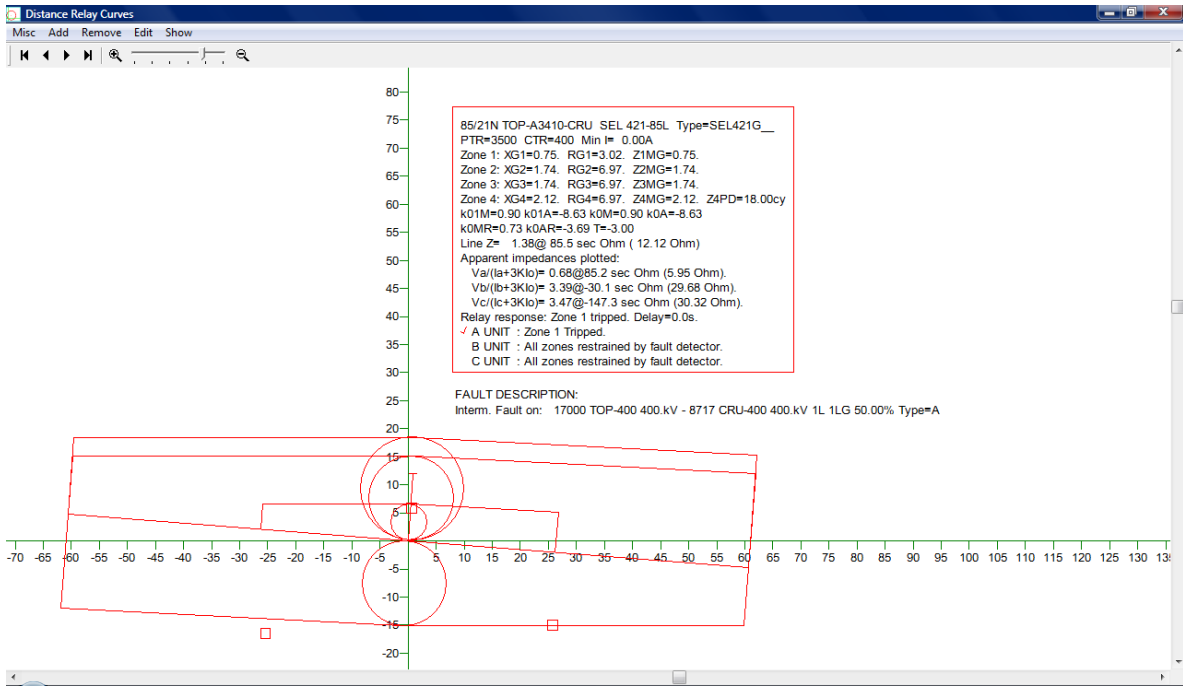 Distance Relay Curves
Misc Add Remove Edit Show
80
75
70
65
60
55
50
45
40
35
30
25
20
15
10
5
-5
-10
-15
-20
-70 -65 -60 -55 -50 -45 -40 -35 -30 -25 -20 -15 -10 -5 5 10 15 20 25 30 35 40 45 50 55 60 65 70 75 80 85 90 95 100 105 110 115 120 125 130
85/21N TOP-A3410-CRU SEL 421-85L Type=SEL421G__
PTR=3500 CTR=400 Min I= 0.00A
Zone 1: XG1=0.75. RG1=3.02. Z1MG=0.75.
Zone 2: XG2=1.74. RG2=6.97. Z2MG=1.74.
Zone 3: XG3=1.74. RG3=6.97. Z3MG=1.74.
Zone 4: XG4=2.12. RG4=6.97. Z4MG=2.12. Z4PD=18.00cy
k01M=0.90 k01A=-8.63 k0M=0.90 k0A=-8.63
k0MR=0.73 k0AR=-3.69 T=-3.00
Line Z= 1.38@ 85.5 sec Ohm ( 12.12 Ohm)
Apparent impedances plotted:
Va/(Ia+3KIo)= 0.68@85.2 sec Ohm (5.95 Ohm).
Vb/(Ib+3KIo)= 3.39@-30.1 sec Ohm (29.68 Ohm).
Vc/(Ic+3KIo)= 3.47@-147.3 sec Ohm (30.32 Ohm).
Relay response: Zone 1 tripped. Delay=0.0s.
✓ A UNIT : Zone 1 Tripped.
B UNIT : All zones restrained by fault detector.
C UNIT : All zones restrained by fault detector.
FAULT DESCRIPTION:
Interm. Fault on: 17000 TOP-400 400.kV - 8717 CRU-400 400.kV 1L 1LG 50.00% Type=A